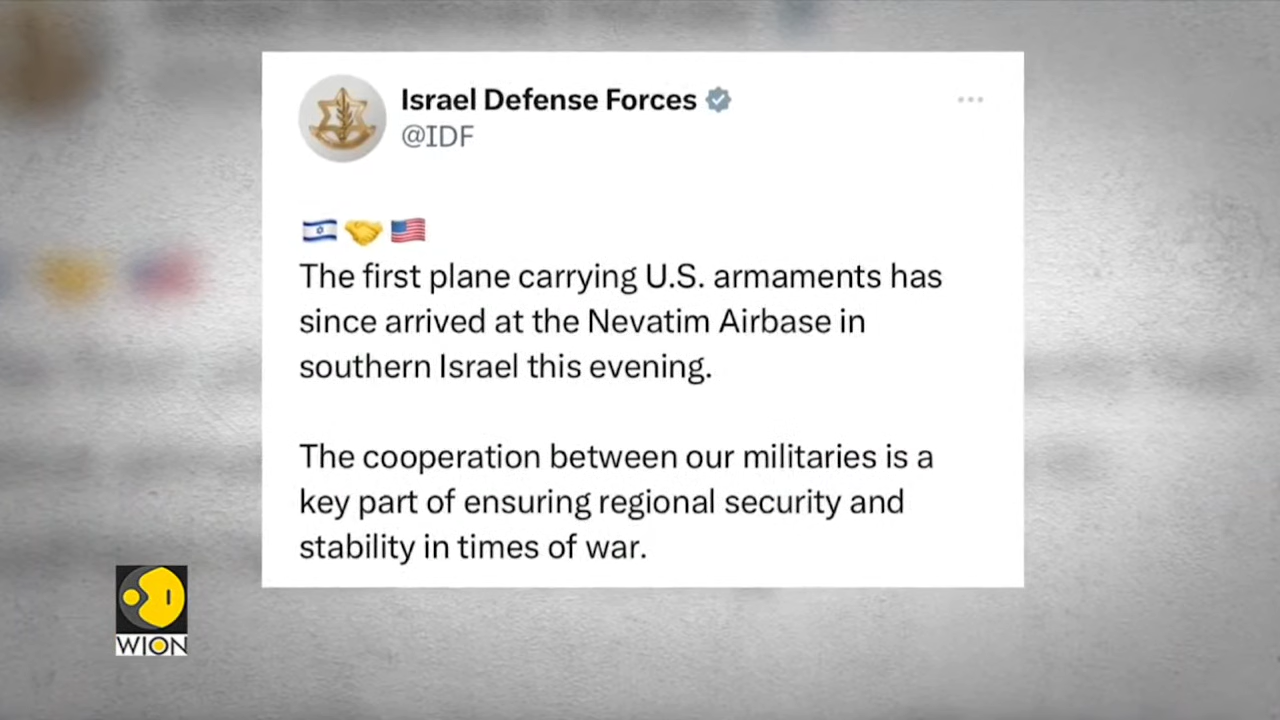 Israel Defense Forces
@IDF
🇮🇱🤝🇺🇸
The first plane carrying U.S. armaments has
since arrived at the Nevatim Airbase in
southern Israel this evening.
The cooperation between our militaries is a
key part of ensuring regional security and
stability in times of war.
WION